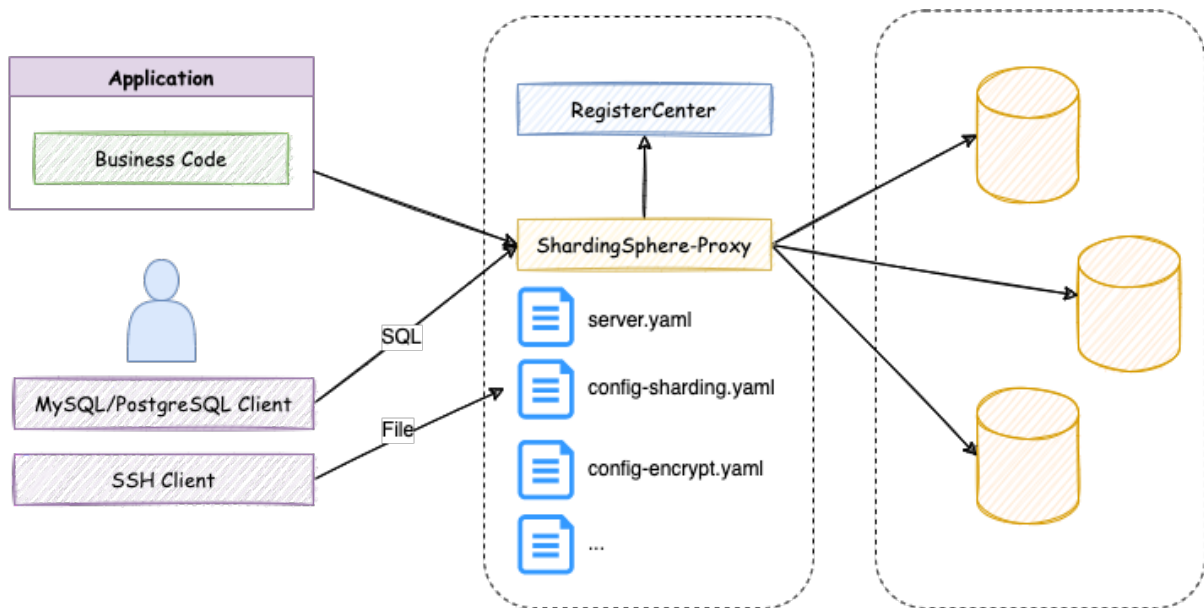 Application
Business Code
MySQL/PostgreSQL Client
SSH Client
SQL
File
RegisterCenter
ShardingSphere-Proxy
server.yaml
config-sharding.yaml
config-encrypt.yaml
...